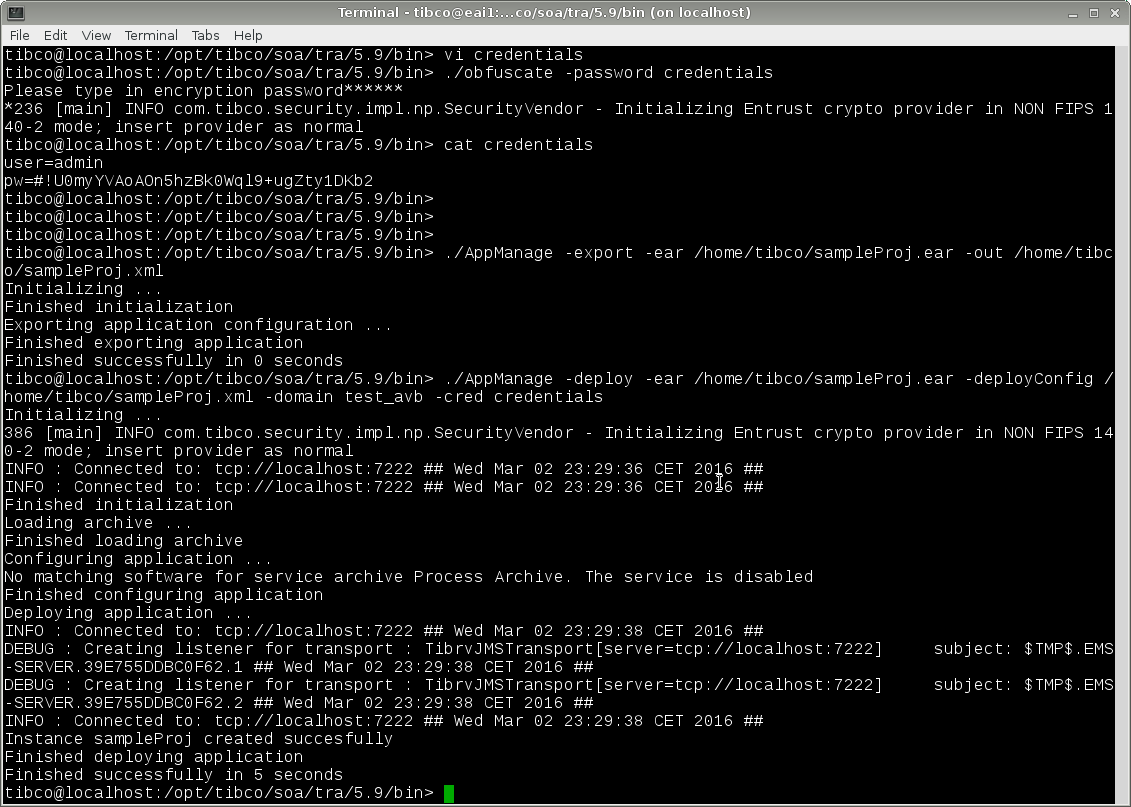 Terminal - tibco@eai1:...co/soa/tra/5.9/bin (on localhost)
File Edit View Terminal Tabs Help
tibco@localhost:/opt/tibco/soa/tra/5.9/bin> vi credentials
tibco@localhost:/opt/tibco/soa/tra/5.9/bin> ./obfuscate -password credentials
Please type in encryption password******
*236 [main] INFO com.tibco.security.impl.np.SecurityVendor - Initializing Entrust crypto provider in NON FIPS 1
40-2 mode; insert provider as normal
tibco@localhost:/opt/tibco/soa/tra/5.9/bin> cat credentials
user=admin
pw=#!U0myYVAoAOn5hzBk0Wql9+ugZty1DKb2
tibco@localhost:/opt/tibco/soa/tra/5.9/bin>
tibco@localhost:/opt/tibco/soa/tra/5.9/bin>
tibco@localhost:/opt/tibco/soa/tra/5.9/bin>
tibco@localhost:/opt/tibco/soa/tra/5.9/bin> ./AppManage -export -ear /home/tibco/sampleProj.ear -out /home/tibc
o/sampleProj.xml
Initializing ...
Finished initialization
Exporting application configuration ...
Finished exporting application
Finished successfully in 0 seconds
tibco@localhost:/opt/tibco/soa/tra/5.9/bin> ./AppManage -deploy -ear /home/tibco/sampleProj.ear -deployConfig /
home/tibco/sampleProj.xml -domain test_avb -cred credentials
Initializing ...
386 [main] INFO com.tibco.security.impl.np.SecurityVendor - Initializing Entrust crypto provider in NON FIPS 14
0-2 mode; insert provider as normal
INFO : Connected to: tcp://localhost:7222 ## Wed Mar 02 23:29:36 CET 2016 ##
INFO : Connected to: tcp://localhost:7222 ## Wed Mar 02 23:29:36 CET 2016 ##
Finished initialization
Loading archive ...
Finished loading archive
Configuring application ...
No matching software for service archive Process Archive. The service is disabled
Finished configuring application
Deploying application ...
INFO : Connected to: tcp://localhost:7222 ## Wed Mar 02 23:29:38 CET 2016 ##
DEBUG : Creating listener for transport : TibrvJMSTransport[server=tcp://localhost:7222]     subject: $TMP$.EMS
-SERVER.39E755DDBC0F62.1 ## Wed Mar 02 23:29:38 CET 2016 ##
DEBUG : Creating listener for transport : TibrvJMSTransport[server=tcp://localhost:7222]     subject: $TMP$.EMS
-SERVER.39E755DDBC0F62.2 ## Wed Mar 02 23:29:38 CET 2016 ##
INFO : Connected to: tcp://localhost:7222 ## Wed Mar 02 23:29:38 CET 2016 ##
Instance sampleProj created succesfully
Finished deploying application
Finished successfully in 5 seconds
tibco@localhost:/opt/tibco/soa/tra/5.9/bin>